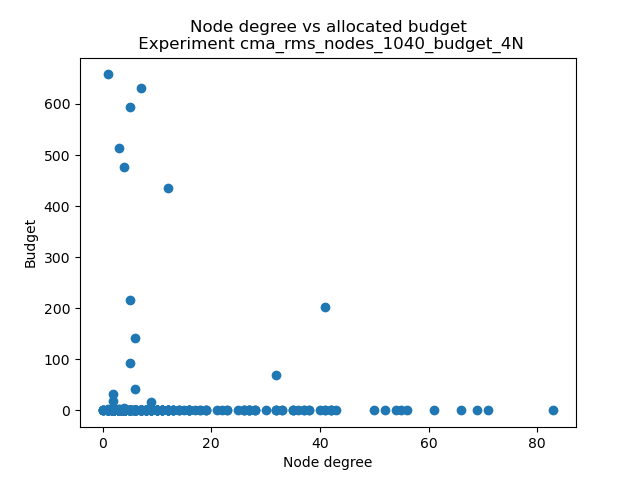 Node degree vs allocated budget
Experiment cma_rms_nodes_1040_budget_4N
600
500
400
300
200
100
0
Budget
0 20 40 60 80
Node degree